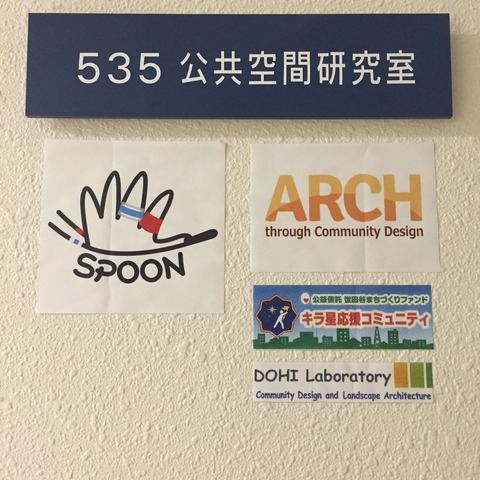 535 公共空間研究室
SPOON
ARCH
through Community Design
公益信託 世田谷まちづくりファンド
キラ星応援コミュニティ
DOHI Laboratory
Community Design and Landscape Architecture